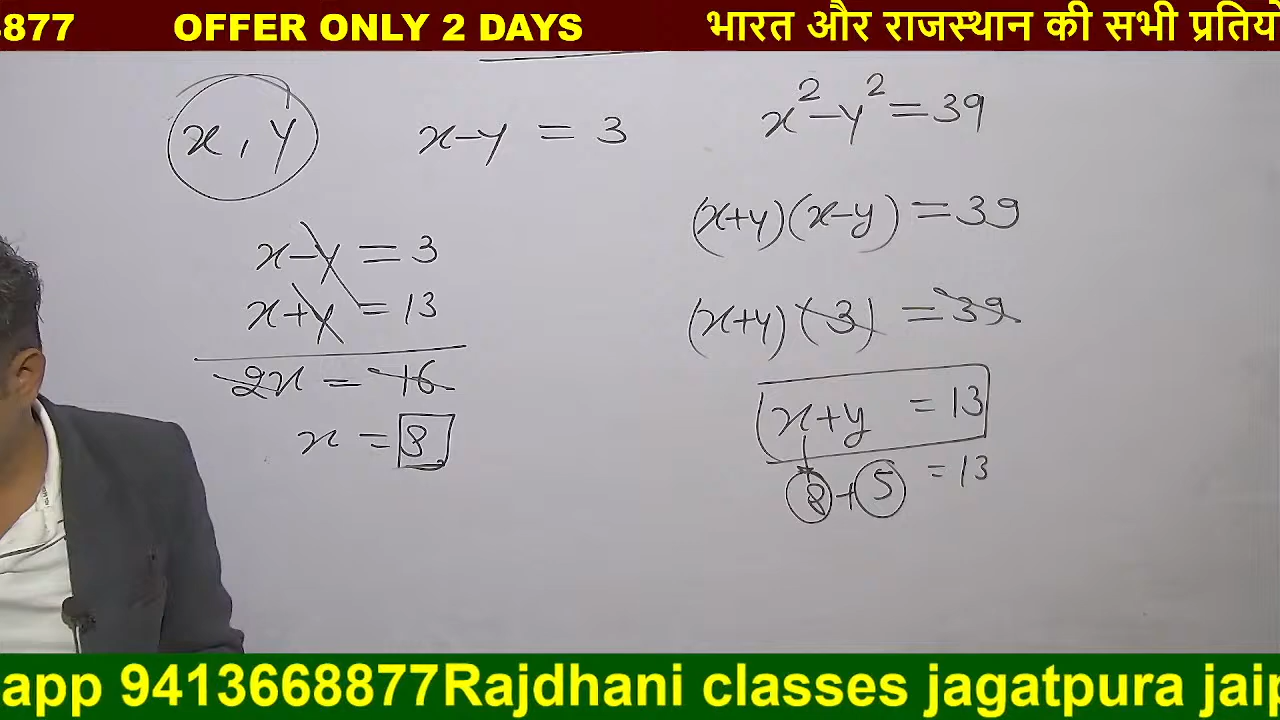 877 OFFER ONLY 2 DAYS भारत और राजस्थान की सभी
x, y
x-y = 3
x-y = 3
x+y = 13
2x = 16
x = 8
x² - y² = 39
(x+y)(x-y) = 39
(x+y)(3) = 39
x+y = 13
8+5 = 13
app 9413668877Rajdhani classes jagatpura